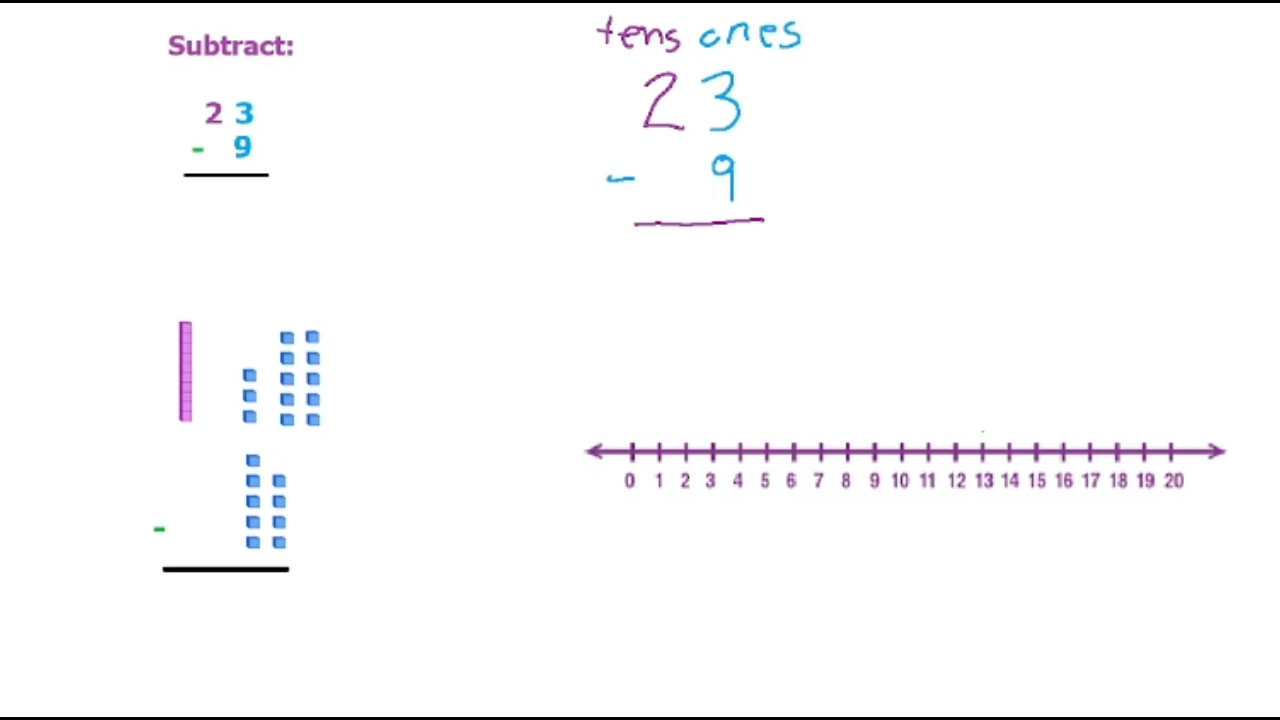 Subtract:
2 3
- 9
tens ones
2 3
- 9
-
0 1 2 3 4 5 6 7 8 9 10 11 12 13 14 15 16 17 18 19 20